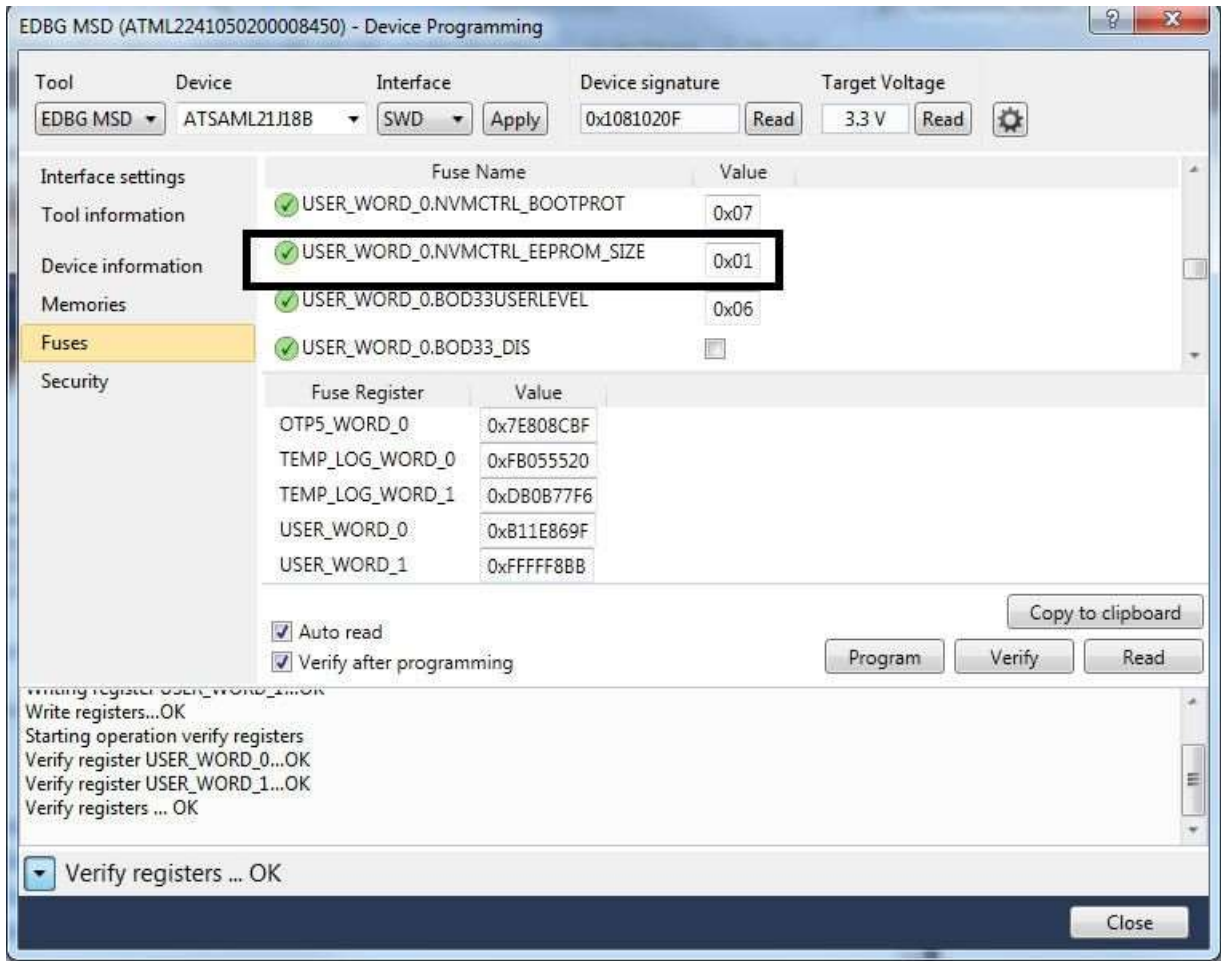 EDBG MSD (ATML2241050200008450) - Device Programming
Tool Device Interface Device signature Target Voltage
EDBG MSD ATSAML21J18B SWD Apply 0x1081020F Read 3.3 V Read
Interface settings
Tool information
Device information
Memories
Fuses
Security
Fuse Name Value
USER_WORD_0.NVMCTRL_BOOTPROT 0x07
USER_WORD_0.NVMCTRL_EEPROM_SIZE 0x01
USER_WORD_0.BOD33USERLEVEL 0x06
USER_WORD_0.BOD33_DIS
Fuse Register Value
OTP5_WORD_0 0x7E808CBF
TEMP_LOG_WORD_0 0xFB055520
TEMP_LOG_WORD_1 0xDB0B77F6
USER_WORD_0 0xB11E869F
USER_WORD_1 0xFFFFF8BB
Copy to clipboard
Auto read
Verify after programming
Program Verify Read
Writing register USER_WORD_1...OK
Write registers...OK
Starting operation verify registers
Verify register USER_WORD_0...OK
Verify register USER_WORD_1...OK
Verify registers ... OK
Verify registers ... OK
Close